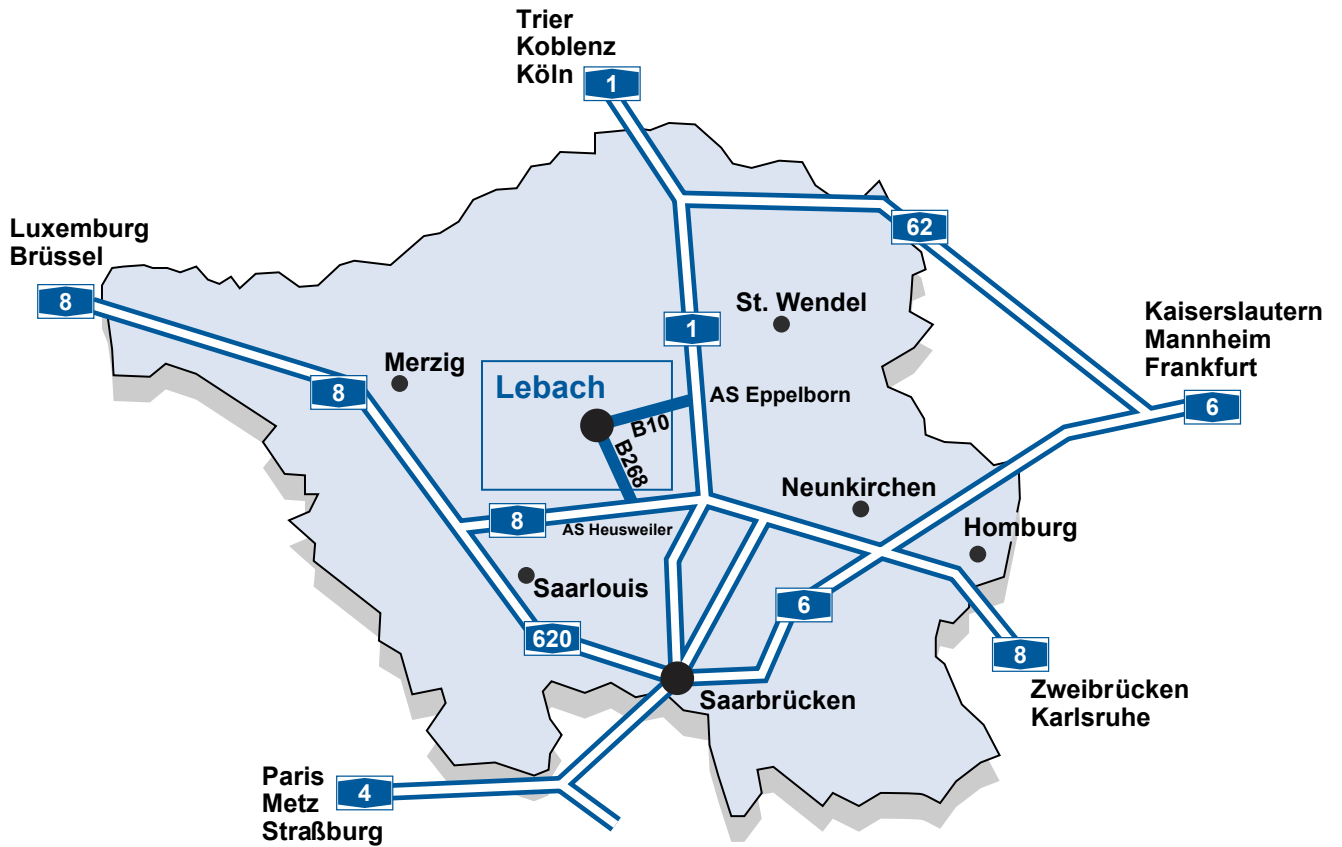 Trier
Koblenz
Köln
1
62
Luxemburg
Brüssel
8
St. Wendel
1
Kaiserslautern
Mannheim
Frankfurt
6
Merzig
8
Lebach
AS Eppelborn
B10
B268
Neunkirchen
8
AS Heusweiler
Homburg
Saarlouis
6
620
8
Saarbrücken
Zweibrücken
Karlsruhe
Paris
Metz
Straßburg
4